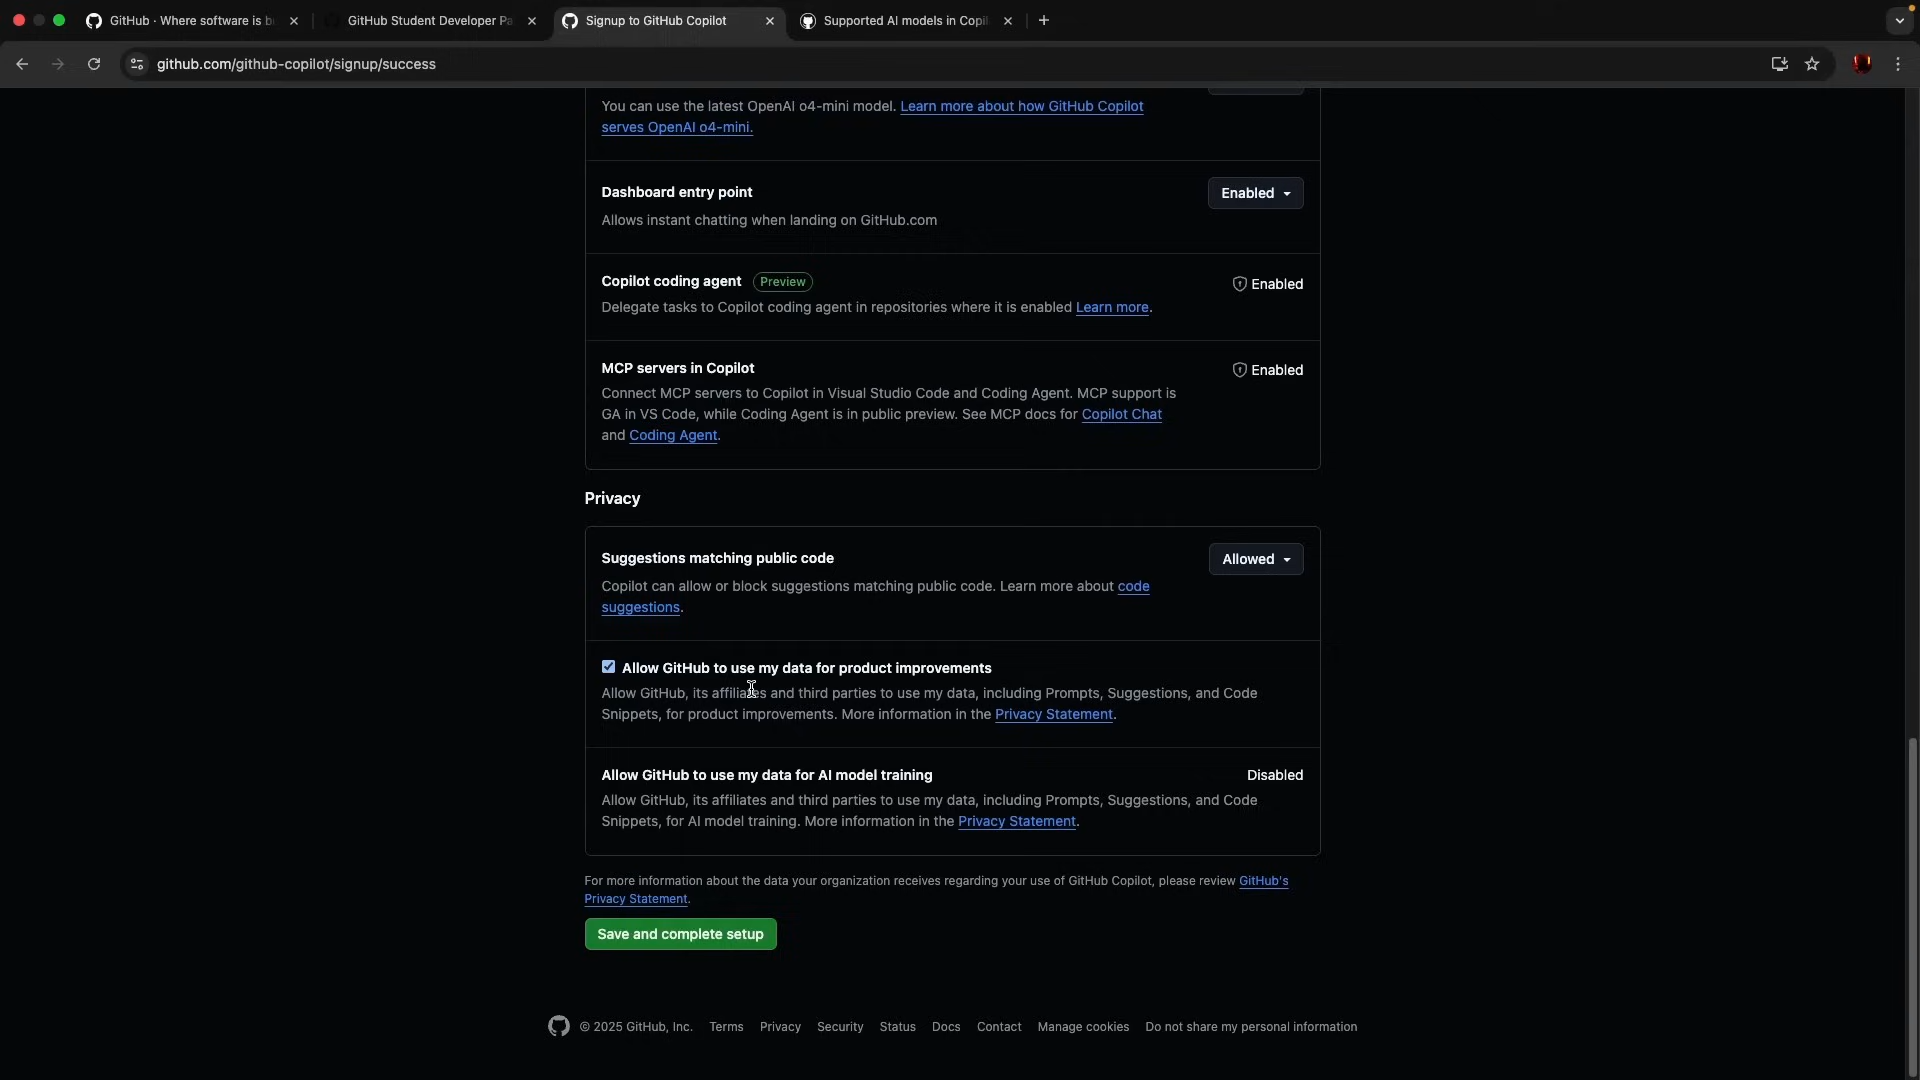 GitHub · Where software is b
GitHub Student Developer Pa
Signup to GitHub Copilot
Supported AI models in Copil
github.com/github-copilot/signup/success
You can use the latest OpenAI o4-mini model. Learn more about how GitHub Copilot
serves OpenAI o4-mini.
Dashboard entry point
Enabled
Allows instant chatting when landing on GitHub.com
Copilot coding agent Preview
Enabled
Delegate tasks to Copilot coding agent in repositories where it is enabled Learn more.
MCP servers in Copilot
Enabled
Connect MCP servers to Copilot in Visual Studio Code and Coding Agent. MCP support is
GA in VS Code, while Coding Agent is in public preview. See MCP docs for Copilot Chat
and Coding Agent.
Privacy
Suggestions matching public code
Allowed
Copilot can allow or block suggestions matching public code. Learn more about code
suggestions.
Allow GitHub to use my data for product improvements
Allow GitHub, its affiliates and third parties to use my data, including Prompts, Suggestions, and Code
Snippets, for product improvements. More information in the Privacy Statement.
Allow GitHub to use my data for AI model training
Disabled
Allow GitHub, its affiliates and third parties to use my data, including Prompts, Suggestions, and Code
Snippets, for AI model training. More information in the Privacy Statement.
For more information about the data your organization receives regarding your use of GitHub Copilot, please review GitHub's
Privacy Statement.
Save and complete setup
© 2025 GitHub, Inc. Terms Privacy Security Status Docs Contact Manage cookies Do not share my personal information